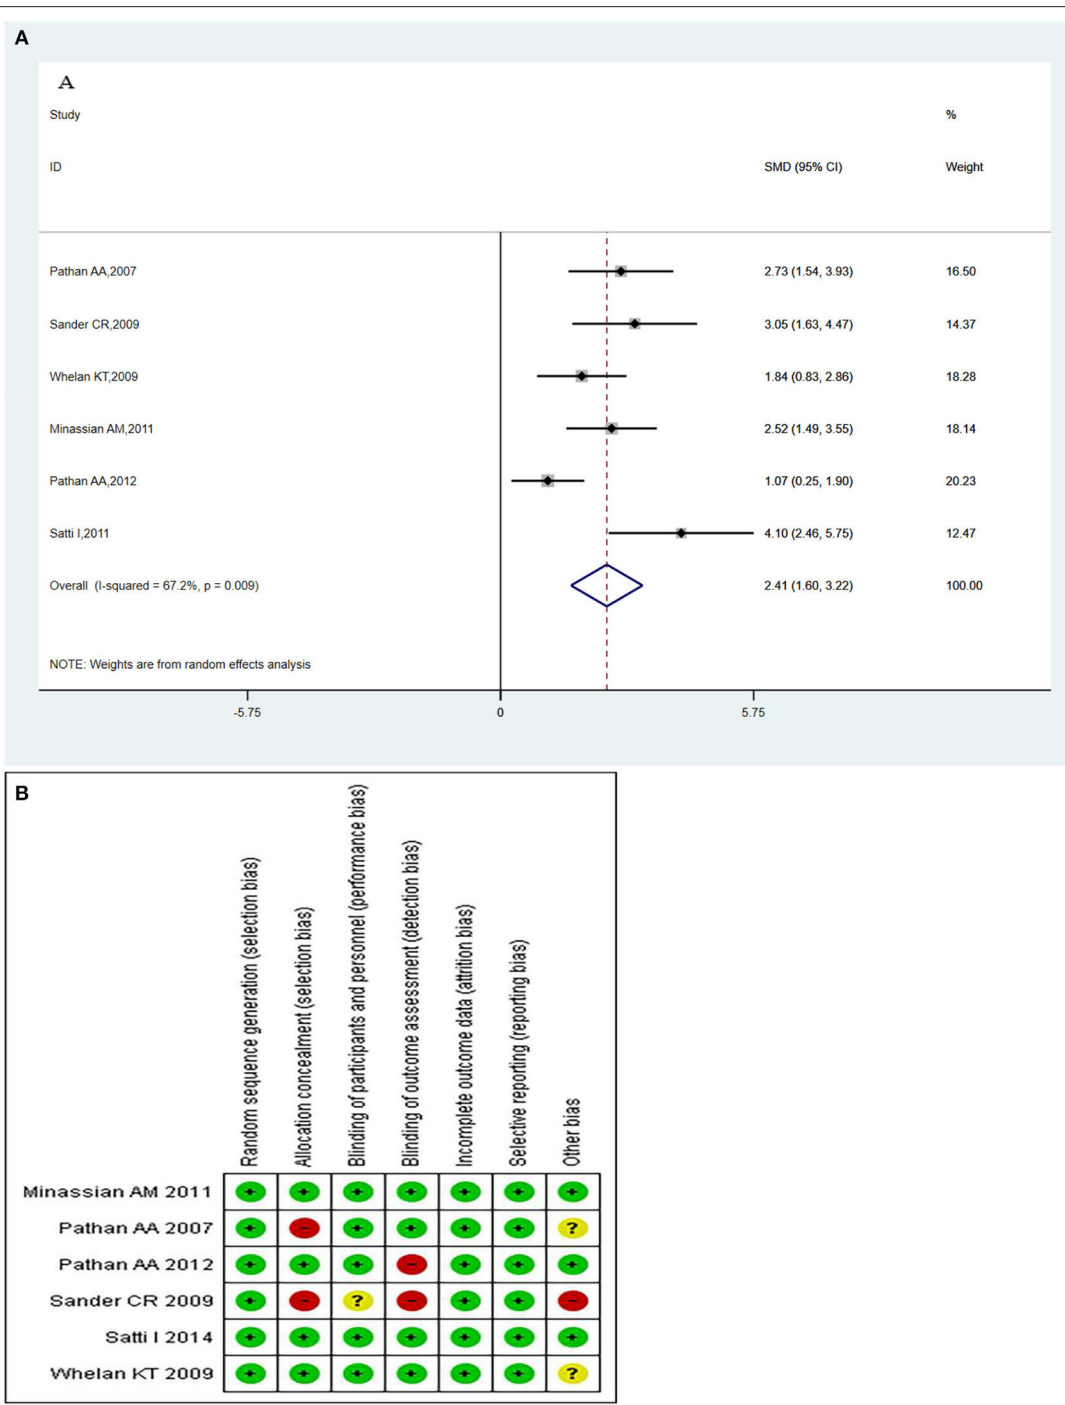 A
A
Study %
ID SMD (95% CI) Weight
Pathan AA,2007 2.73 (1.54, 3.93) 16.50
Sander CR,2009 3.05 (1.63, 4.47) 14.37
Whelan KT,2009 1.84 (0.83, 2.86) 18.28
Minassian AM,2011 2.52 (1.49, 3.55) 18.14
Pathan AA,2012 1.07 (0.25, 1.90) 20.23
Satti I,2011 4.10 (2.46, 5.75) 12.47
Overall (I-squared = 67.2%, p = 0.009) 2.41 (1.60, 3.22) 100.00
NOTE: Weights are from random effects analysis
-5.75 0 5.75
B
Random sequence generation (selection bias)
Allocation concealment (selection bias)
Blinding of participants and personnel (performance bias)
Blinding of outcome assessment (detection bias)
Incomplete outcome data (attrition bias)
Selective reporting (reporting bias)
Other bias
Minassian AM 2011 + + + + + + +
Pathan AA 2007 + - + + + + ?
Pathan AA 2012 + + + - + + +
Sander CR 2009 + - ? - + + -
Satti I 2014 + + + + + + +
Whelan KT 2009 + + + + + + ?